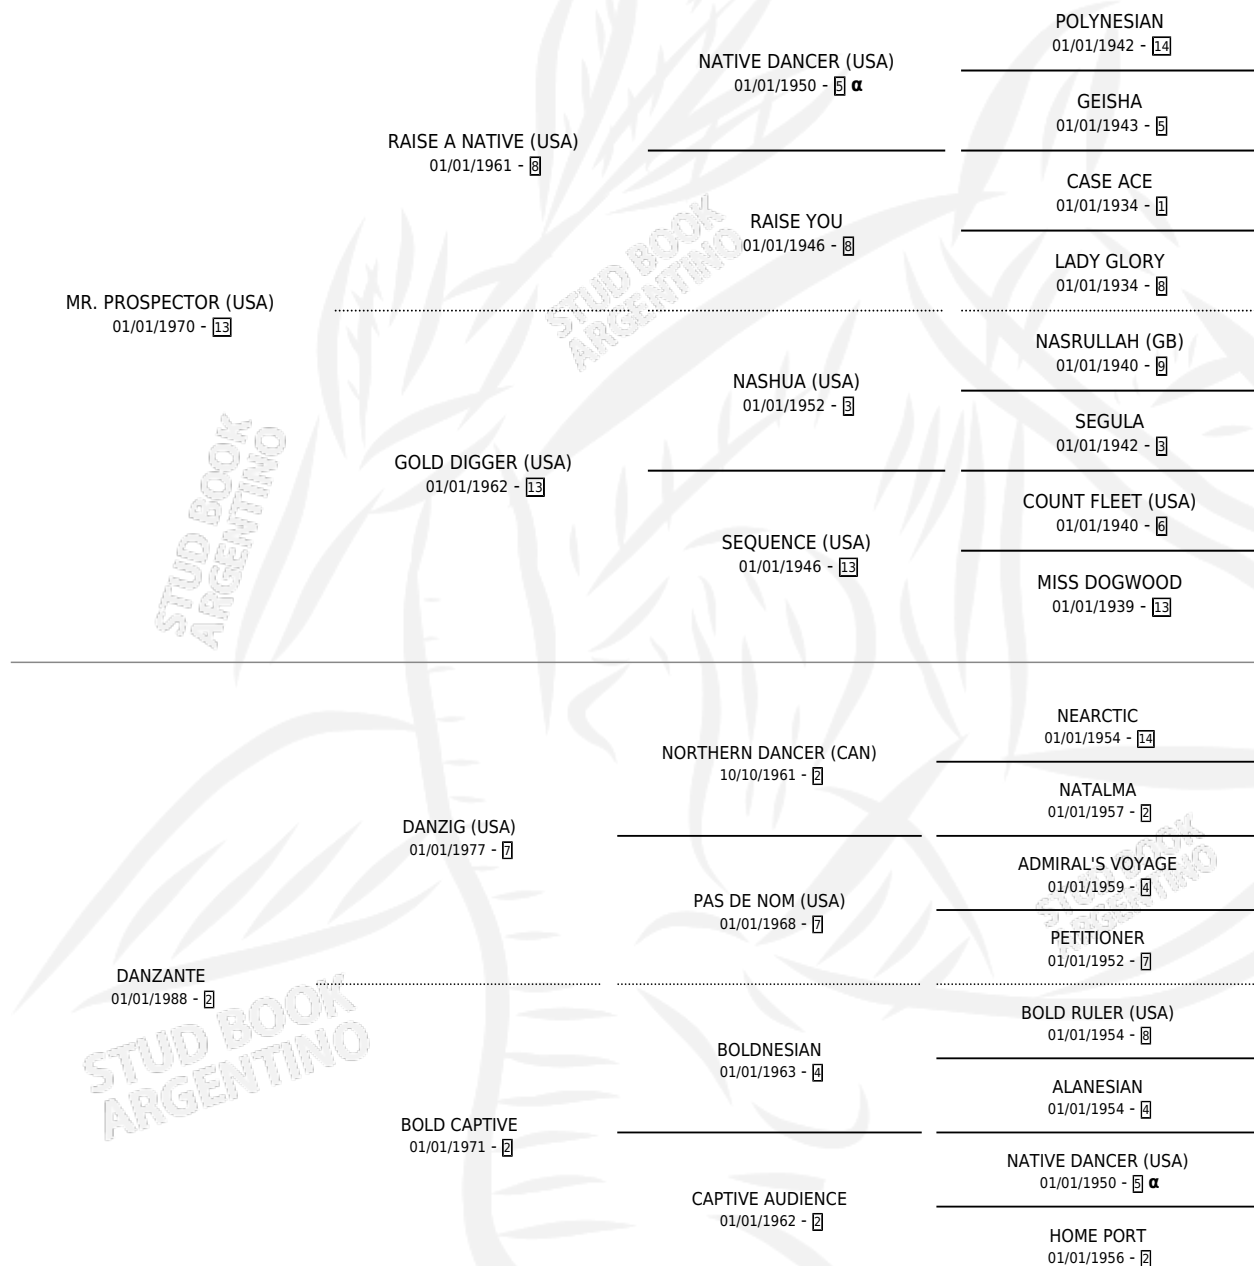 POLYNESIAN
01/01/1942 - 14
NATIVE DANCER (USA)
01/01/1950 - 5 α
GEISHA
01/01/1943 - 5
RAISE A NATIVE (USA)
01/01/1961 - 8
CASE ACE
01/01/1934 - 1
RAISE YOU
01/01/1946 - 8
LADY GLORY
01/01/1934 - 8
MR. PROSPECTOR (USA)
01/01/1970 - 13
NASRULLAH (GB)
01/01/1940 - 9
NASHUA (USA)
01/01/1952 - 3
SEGULA
01/01/1942 - 3
GOLD DIGGER (USA)
01/01/1962 - 13
COUNT FLEET (USA)
01/01/1940 - 6
SEQUENCE (USA)
01/01/1946 - 13
MISS DOGWOOD
01/01/1939 - 13
NEARCTIC
01/01/1954 - 14
NORTHERN DANCER (CAN)
10/10/1961 - 2
NATALMA
01/01/1957 - 2
DANZIG (USA)
01/01/1977 - 7
ADMIRAL'S VOYAGE
01/01/1959 - 4
PAS DE NOM (USA)
01/01/1968 - 7
PETITIONER
01/01/1952 - 7
DANZANTE
01/01/1988 - 2
BOLD RULER (USA)
01/01/1954 - 8
BOLDNESIAN
01/01/1963 - 4
ALANESIAN
01/01/1954 - 4
BOLD CAPTIVE
01/01/1971 - 2
NATIVE DANCER (USA)
01/01/1950 - 5 α
CAPTIVE AUDIENCE
01/01/1962 - 2
HOME PORT
01/01/1956 - 2
STUD BOOK
ARGENTINO
STUD BOOK
ARGENTINO
STUD BOOK
ARGENTINO
STUD BOOK
ARGENTINO